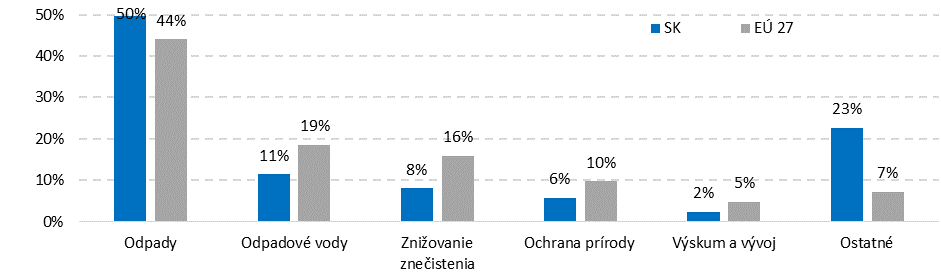 SK
EÚ 27
50%
40%
30%
20%
10%
0%
50%
44%
11%
19%
8%
16%
6%
10%
2%
5%
23%
7%
Odpady
Odpadové vody
Znižovanie
znečistenia
Ochrana prírody
Výskum a vývoj
Ostatné